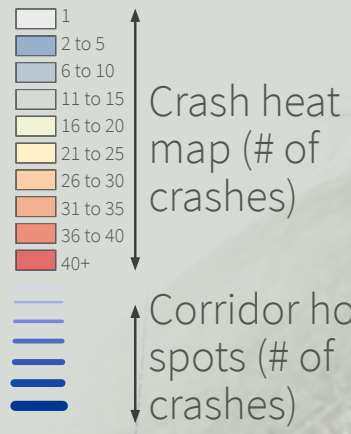 1
2 to 5
6 to 10
11 to 15
16 to 20
21 to 25
26 to 30
31 to 35
36 to 40
40+
Crash heat
map (# of
crashes)
Corridor ho
spots (# of
crashes)